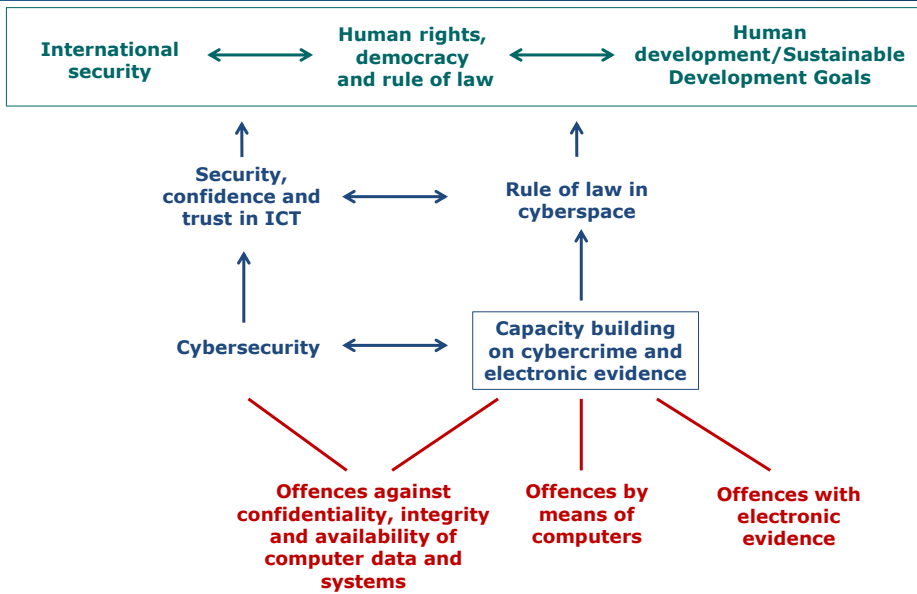 International
security
Human rights,
democracy
and rule of law
Human
development/Sustainable
Development Goals
Security,
confidence and
trust in ICT
Rule of law in
cyberspace
Cybersecurity
Capacity building
on cybercrime and
electronic evidence
Offences against
confidentiality, integrity
and availability of
computer data and
systems
Offences by
means of
computers
Offences with
electronic
evidence